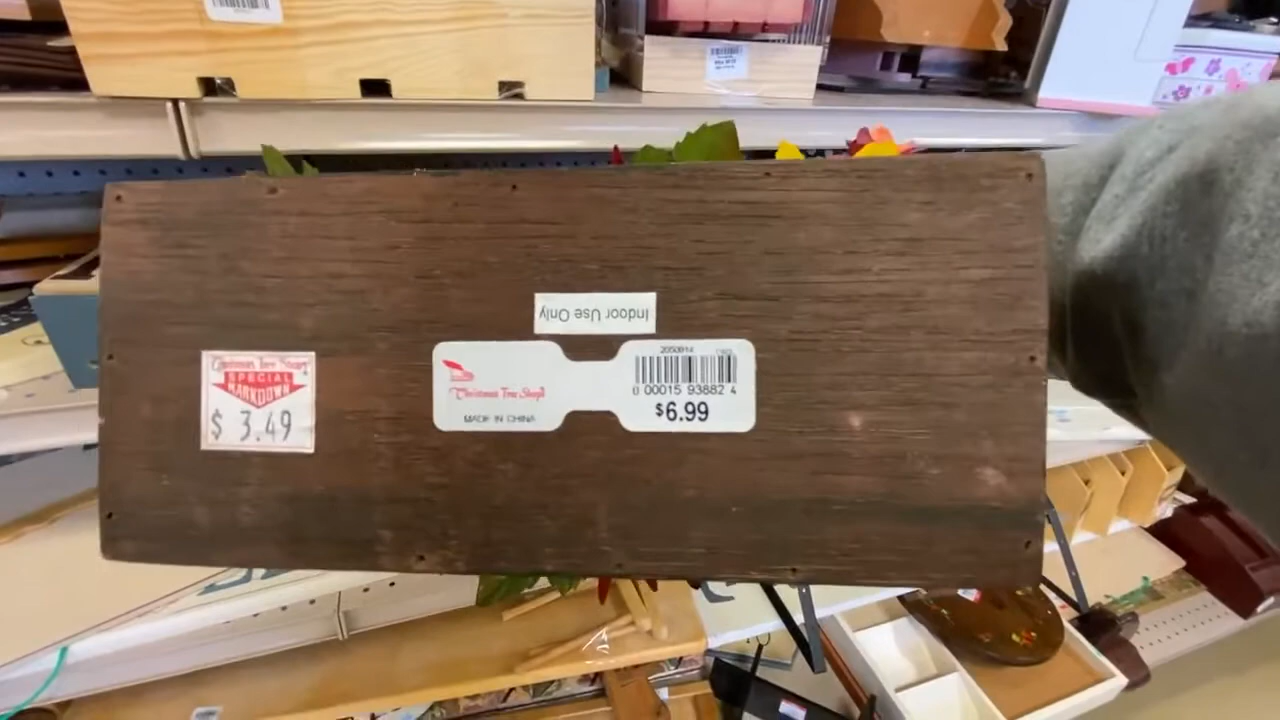 Indoor Use Only
Christmas Tree Shops
SPECIAL
MARKDOWN
$ 3.49
Christmas Tree Shops
MADE IN CHINA
2050914
0 00015 93882 4
$6.99